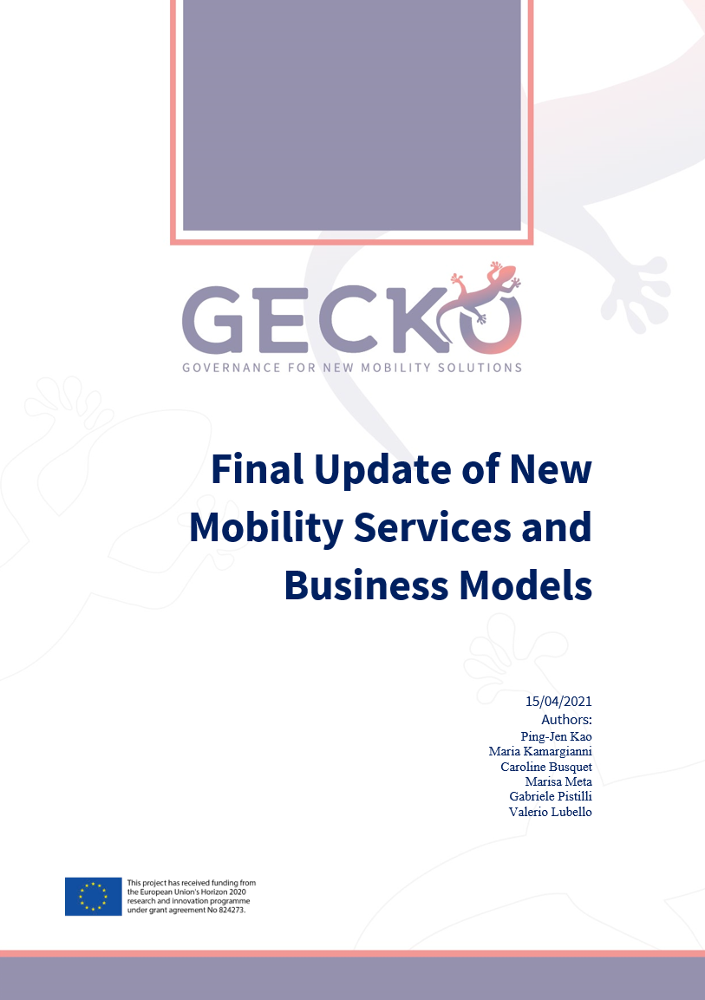 GECKO
GOVERNANCE FOR NEW MOBILITY SOLUTIONS
Final Update of New
Mobility Services and
Business Models
15/04/2021
Authors:
Ping-Jen Kao
Maria Kamargianni
Caroline Busquet
Marisa Meta
Gabriele Pistilli
Valerio Lubello
This project has received funding from
the European Union's Horizon 2020
research and innovation programme
under grant agreement No 824273.